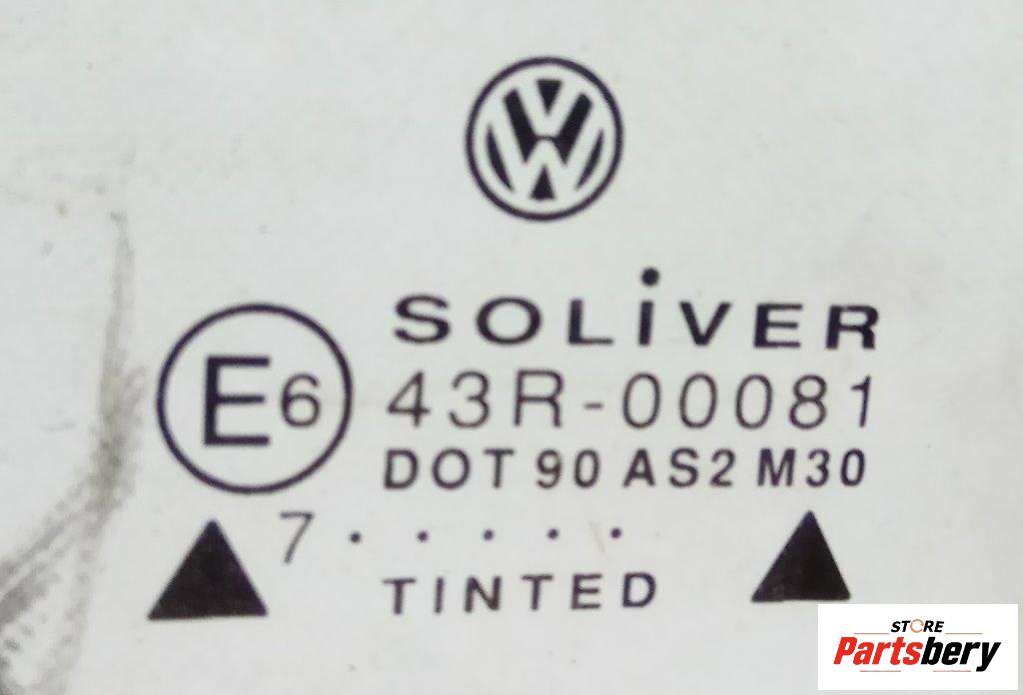 SOLiVER
E6 43R-00081
DOT 90 AS2 M30
7 . . . . .
TINTED
STORE
Partsbery